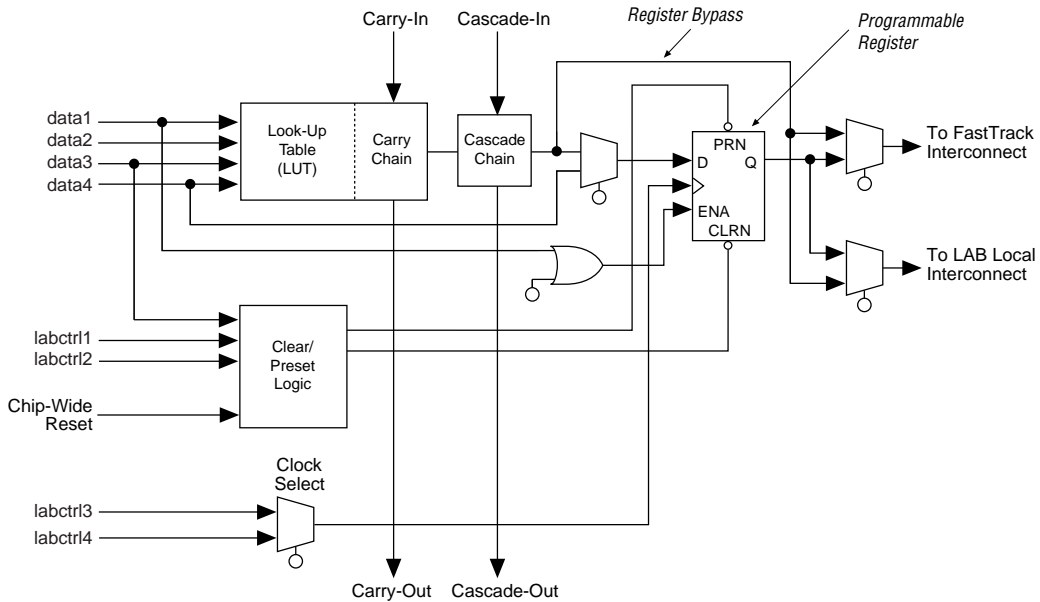 Carry-In
Cascade-In
Register Bypass
Programmable
Register
data1
data2
data3
data4
Look-Up
Table
(LUT)
Carry
Chain
Cascade
Chain
PRN
D
Q
ENA
CLRN
To FastTrack
Interconnect
To LAB Local
Interconnect
labctrl1
labctrl2
Clear/
Preset
Logic
Chip-Wide
Reset
Clock
Select
labctrl3
labctrl4
Carry-Out
Cascade-Out